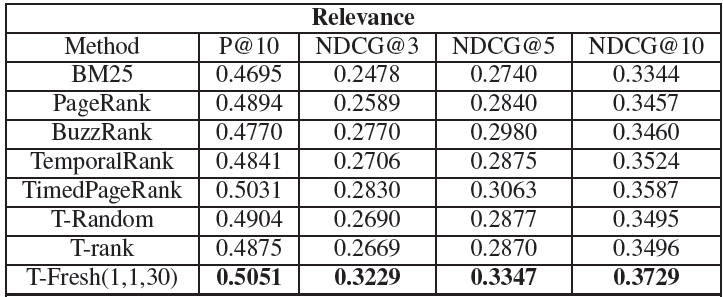 Relevance
Method P@10 NDCG@3 NDCG@5 NDCG@10
BM25 0.4695 0.2478 0.2740 0.3344
PageRank 0.4894 0.2589 0.2840 0.3457
BuzzRank 0.4770 0.2770 0.2980 0.3460
TemporalRank 0.4841 0.2706 0.2875 0.3524
TimedPageRank 0.5031 0.2830 0.3063 0.3587
T-Random 0.4904 0.2690 0.2877 0.3495
T-rank 0.4875 0.2669 0.2870 0.3496
T-Fresh(1,1,30) 0.5051 0.3229 0.3347 0.3729